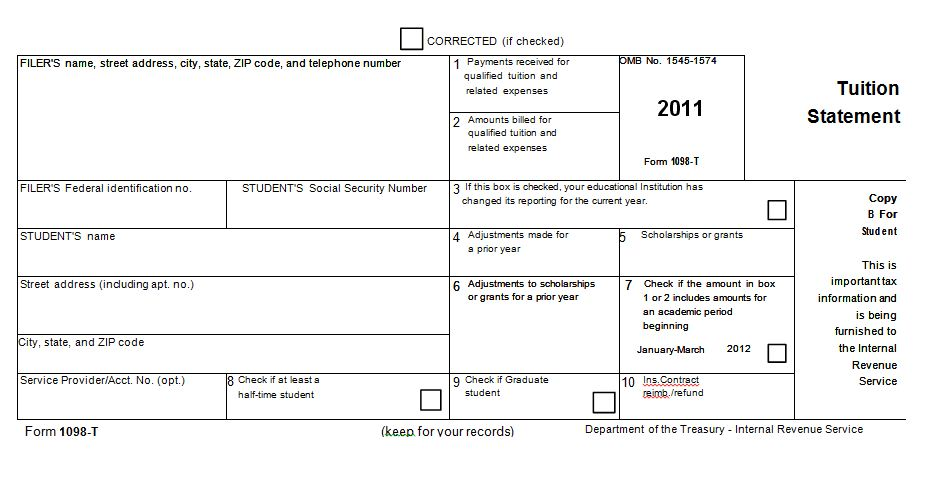 CORRECTED (if checked)
FILER'S name, street address, city, state, ZIP code, and telephone number
1 Payments received for
qualified tuition and
related expenses
2 Amounts billed for
qualified tuition and
related expenses
OMB No. 1545-1574
2011
Form 1098-T
Tuition
Statement
FILER'S Federal identification no.
STUDENT'S Social Security Number
3 If this box is checked, your educational Institution has
changed its reporting for the current year.
Copy
B For
Student
This is
importanttax
information and
is being
furnished to
the Internal
Revenue
Service
STUDENT'S name
4 Adjustments made for
a prior year
5 Scholarships or grants
Street address (including apt. no.)
6 Adjustments to scholarships
or grants for a prior year
7 Check if the amount in box
1 or 2 includes amounts for
an academic period
beginning
January-March 2012
City, state, and ZIP code
Service Provider/Acct. No. (opt.)
8 Check if at least a
half-time student
9 Check if Graduate
student
10 Ins.Contract
reimb./refund
Form 1098-T
(keep for your records)
Department of the Treasury - Internal Revenue Service